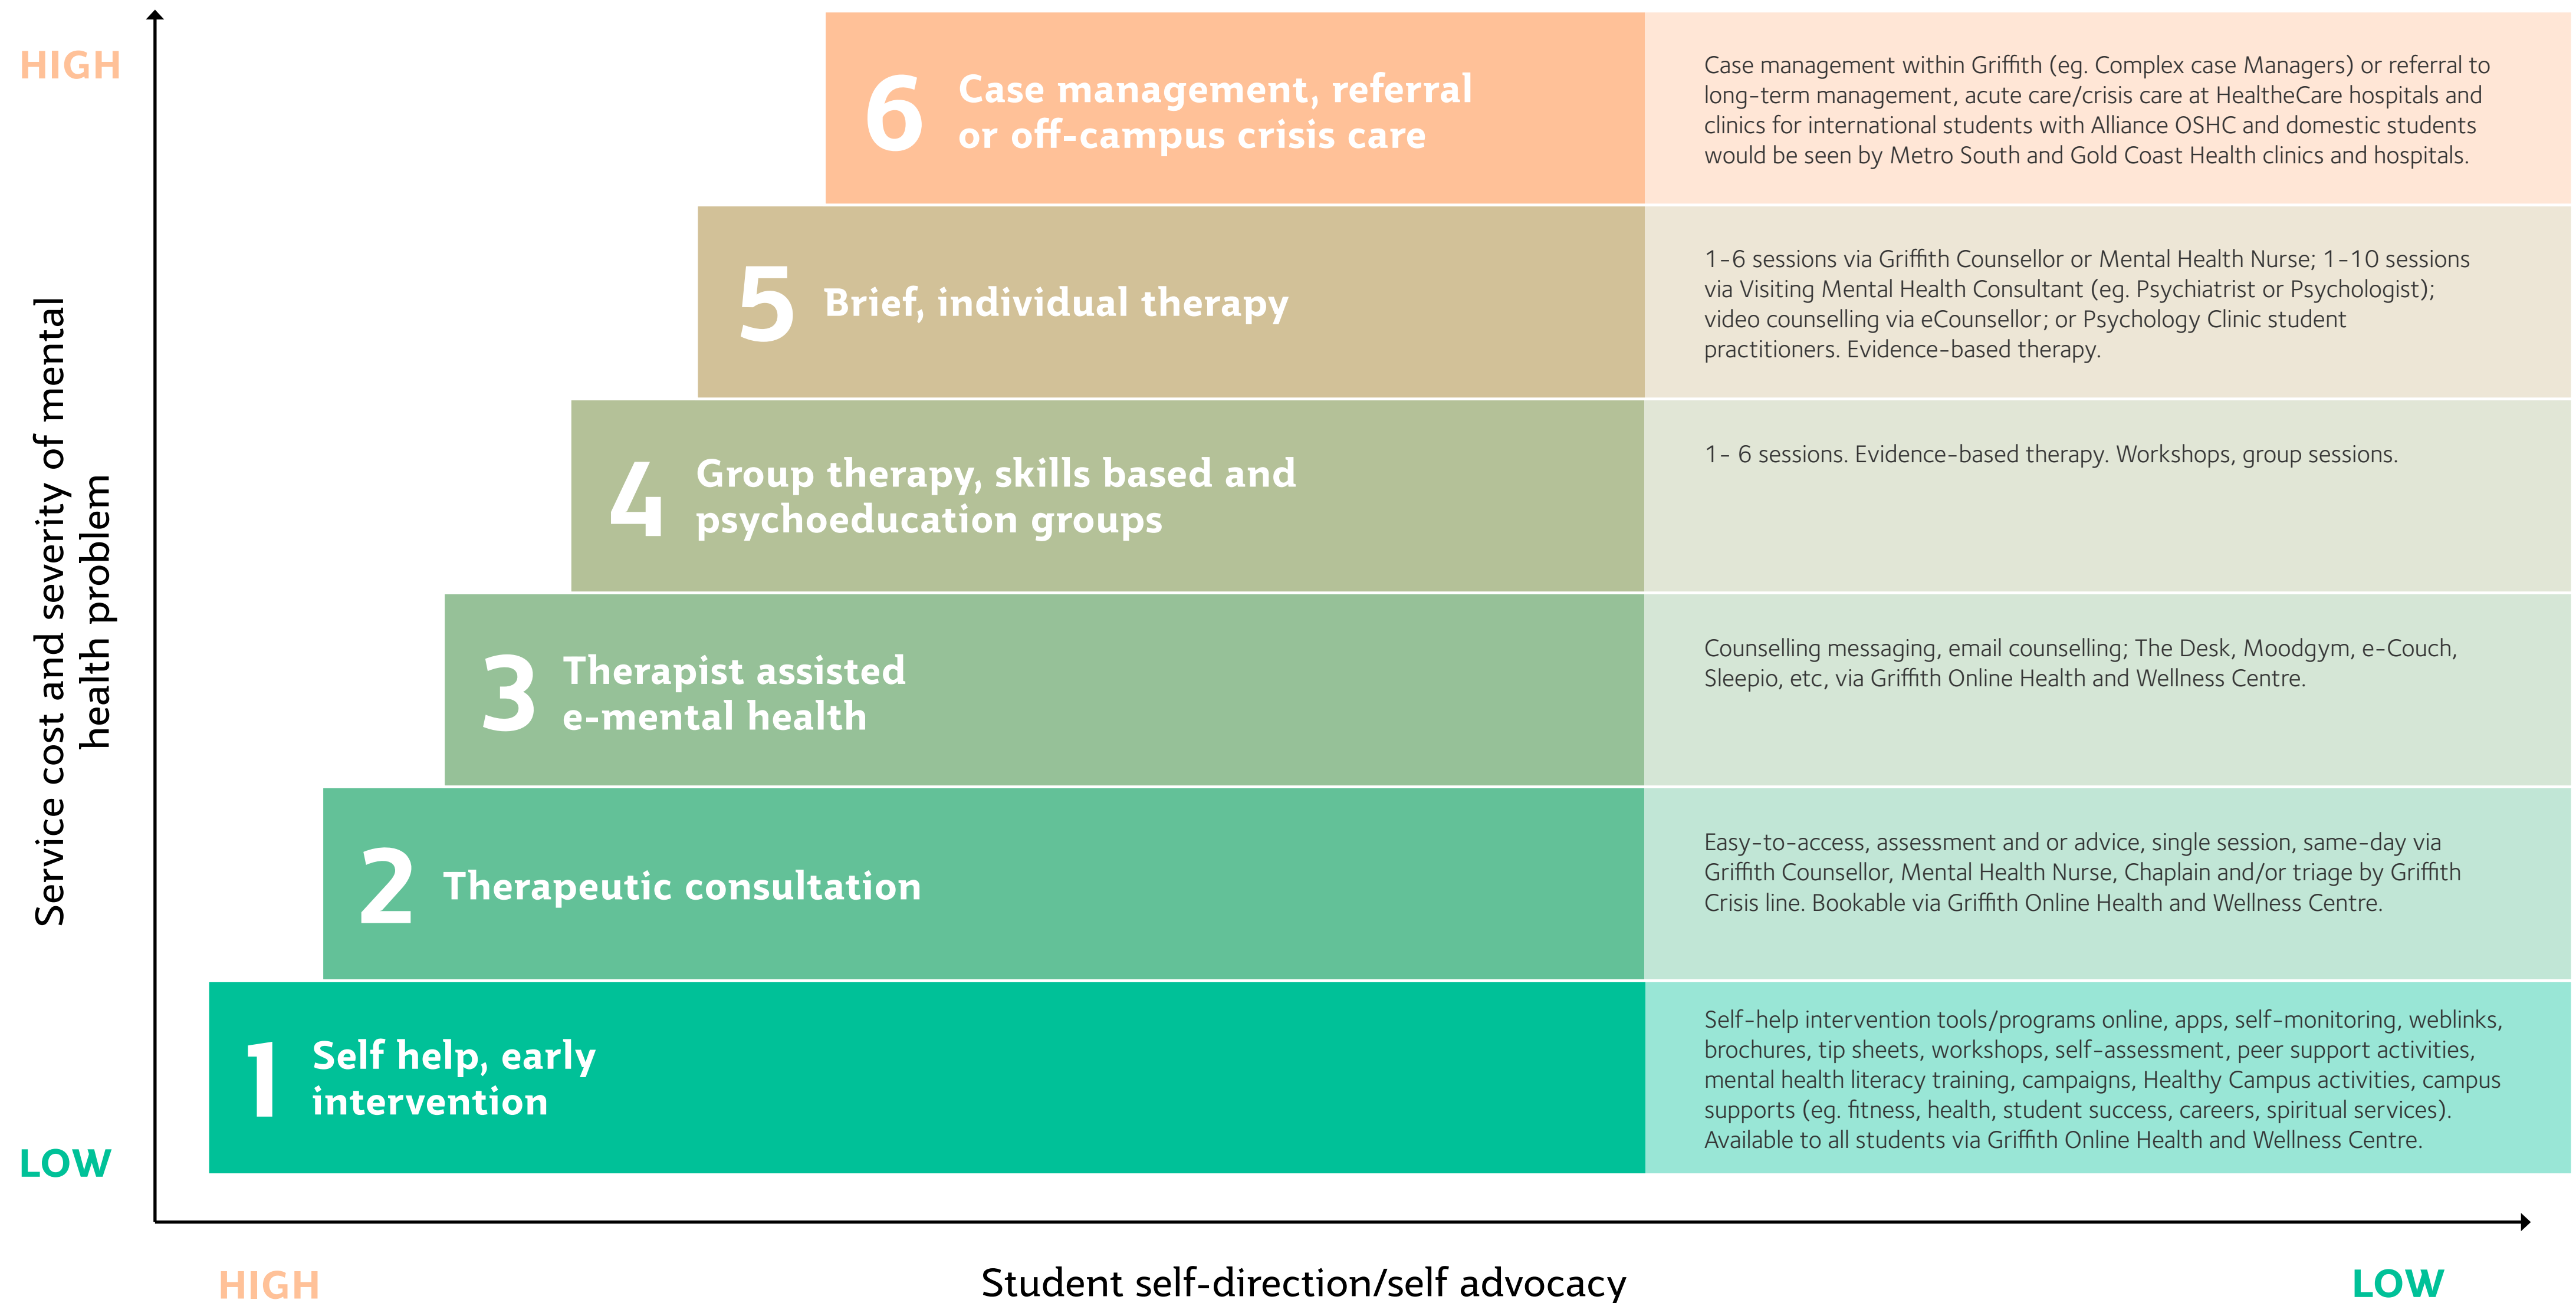 HIGH
Service cost and severity of mental
health problem
LOW
6
Case management, referral
or off-campus crisis care
Case management within Griffith (eg. Complex case Managers) or referral to
long-term management, acute care/crisis care at HealtheCare hospitals and
clinics for international students with Alliance OSHC and domestic students
would be seen by Metro South and Gold Coast Health clinics and hospitals.
5
Brief, individual therapy
1-6 sessions via Griffith Counsellor or Mental Health Nurse; 1-10 sessions
via Visiting Mental Health Consultant (eg. Psychiatrist or Psychologist);
video counselling via eCounsellor; or Psychology Clinic student
practitioners. Evidence-based therapy.
4
Group therapy, skills based and
psychoeducation groups
1- 6 sessions. Evidence-based therapy. Workshops, group sessions.
3
Therapist assisted
e-mental health
Counselling messaging, email counselling; The Desk, Moodgym, e-Couch,
Sleepio, etc, via Griffith Online Health and Wellness Centre.
2
Therapeutic consultation
Easy-to-access, assessment and or advice, single session, same-day via
Griffith Counsellor, Mental Health Nurse, Chaplain and/or triage by Griffith
Crisis line. Bookable via Griffith Online Health and Wellness Centre.
1
Self help, early
intervention
Self-help intervention tools/programs online, apps, self-monitoring, weblinks,
brochures, tip sheets, workshops, self-assessment, peer support activities,
mental health literacy training, campaigns, Healthy Campus activities, campus
supports (eg. fitness, health, student success, careers, spiritual services).
Available to all students via Griffith Online Health and Wellness Centre.
HIGH
Student self-direction/self advocacy
LOW